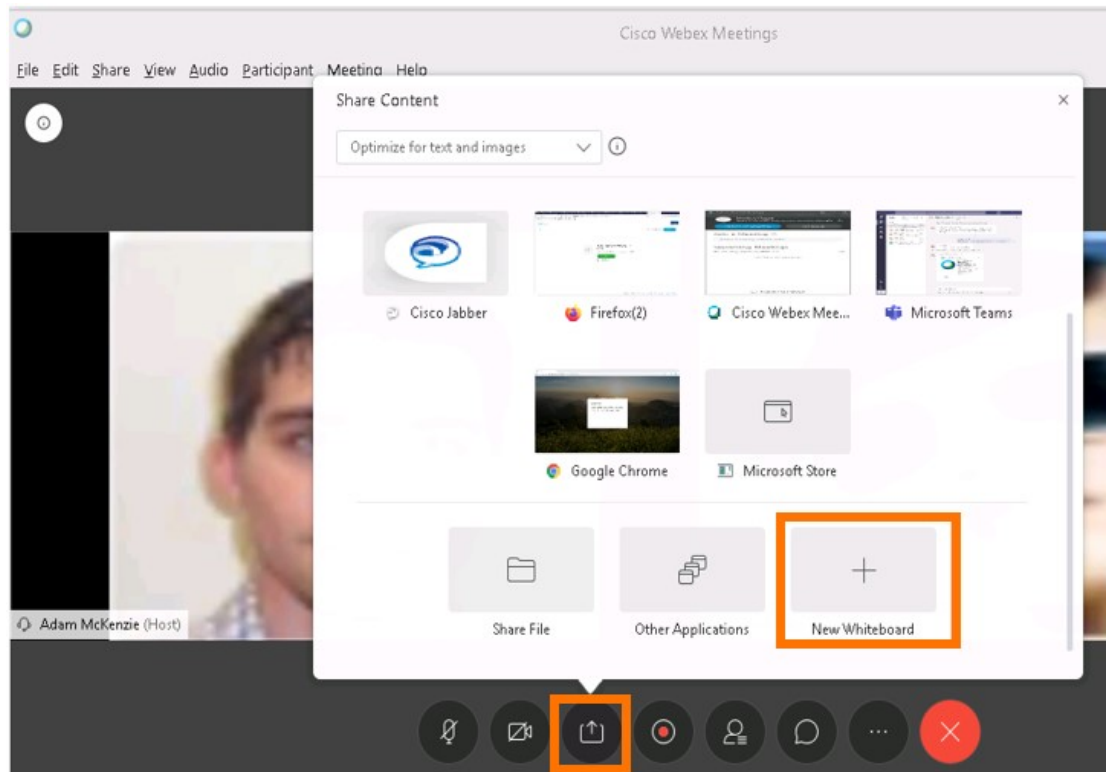 Cisco Webex Meetings
File Edit Share View Audio Participant Meeting Help
Share Content
Optimize for text and images
Cisco Jabber
Firefox(2)
Cisco Webex Mee...
Microsoft Teams
Google Chrome
Microsoft Store
Share File
Other Applications
New Whiteboard
Adam McKenzie (Host)